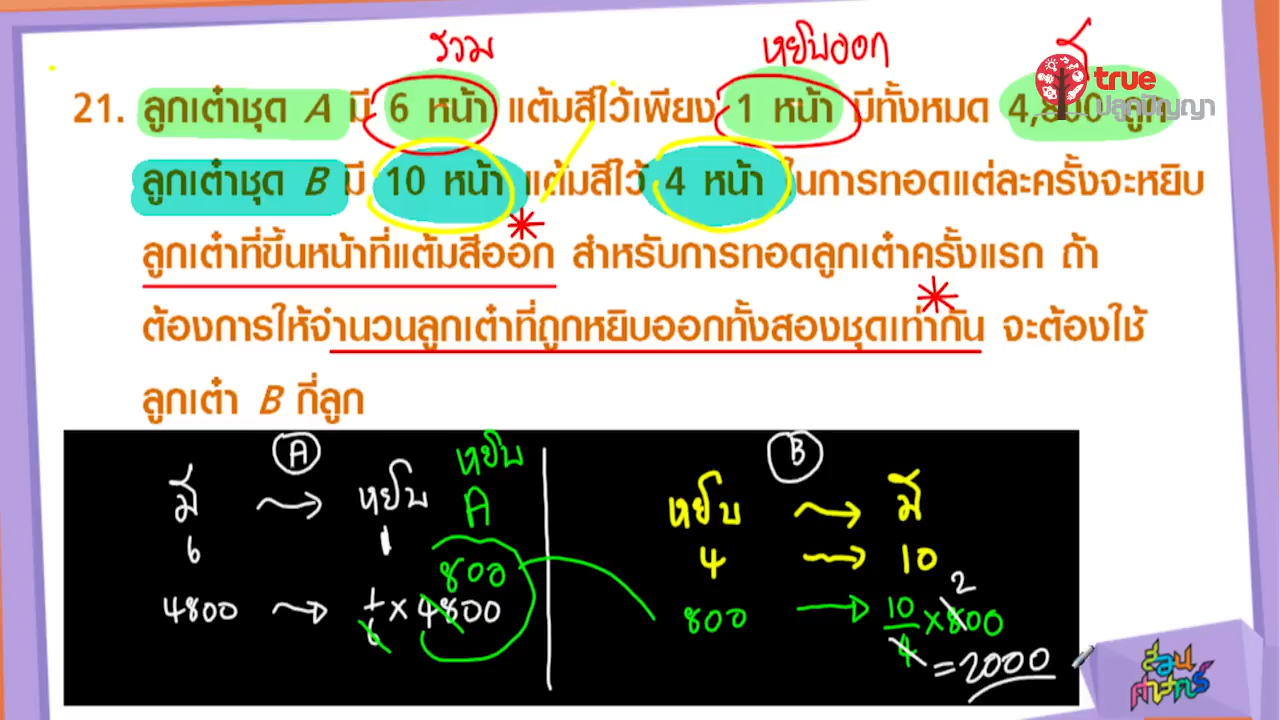 รวม หยิบออก มี
true
ปลูกปัญญา
21. ลูกเต๋าชุด A มี 6 หน้า แต้มสีไว้เพียง 1 หน้า มีทั้งหมด 4,800 ลูก
ลูกเต๋าชุด B มี 10 หน้า แต้มสีไว้ 4 หน้า ในการทอดแต่ละครั้งจะหยิบ
ลูกเต๋าที่ขึ้นหน้าที่แต้มสีออก สำหรับการทอดลูกเต๋าครั้งแรก ถ้า
ต้องการให้จำนวนลูกเต๋าที่ถูกหยิบออกทั้งสองชุดเท่ากัน จะต้องใช้
ลูกเต๋า B กี่ลูก
A
มี → หยิบ
6 1
4800 → 1/6 × 4800
หยิบ
A
800
B
หยิบ → มี
4 → 10
800 → 10/4 × 800
2
= 2000
สอน
ศาสตร์